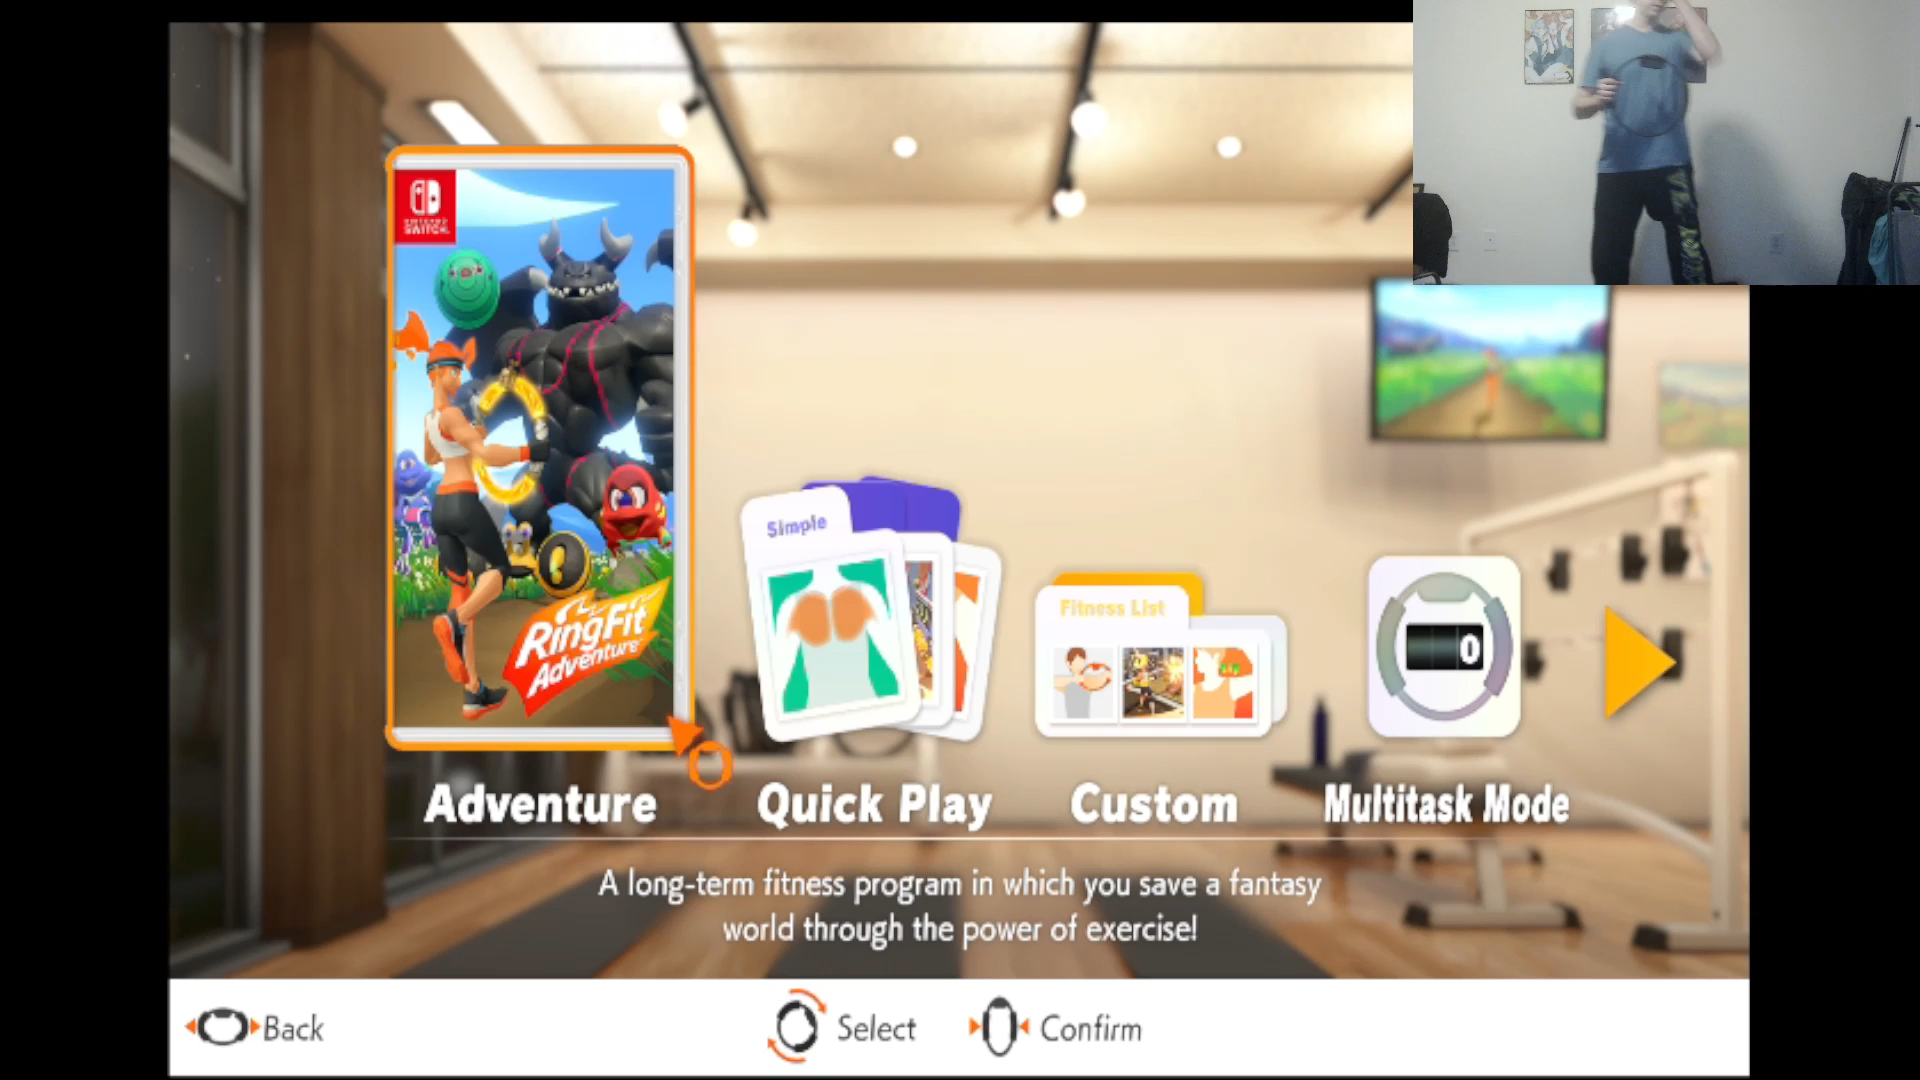 NINTENDO
SWITCH
RingFit
Adventure
Simple
Fitness List
0
Adventure
Quick Play
Custom
Multitask Mode
A long-term fitness program in which you save a fantasy
world through the power of exercise!
Back
Select
Confirm